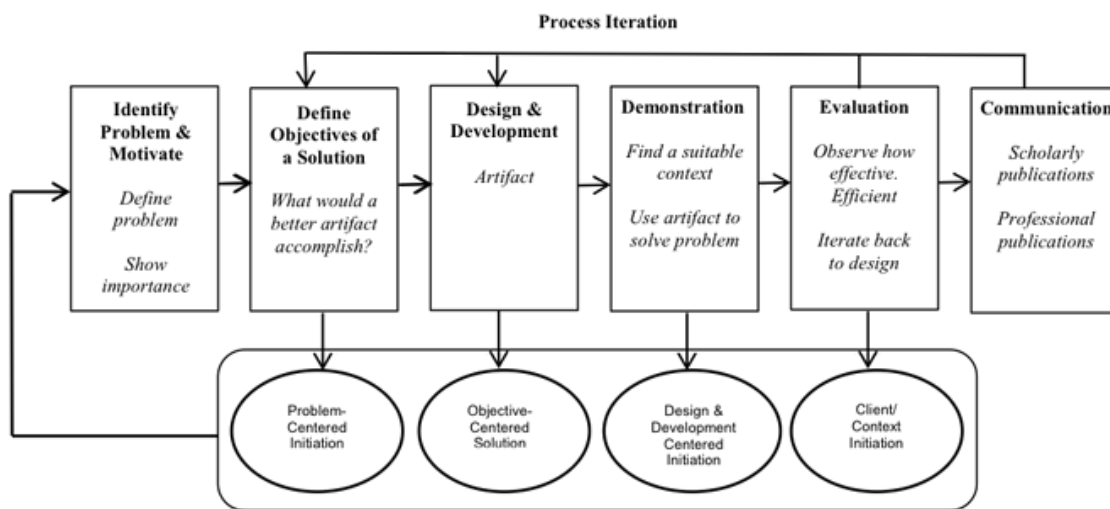 Process Iteration
Identify
Problem &
Motivate
Define
problem
Show
importance
Define
Objectives of
a Solution
What would a
better artifact
accomplish?
Design &
Development
Artifact
Demonstration
Find a suitable
context
Use artifact to
solve problem
Evaluation
Observe how
effective.
Efficient
Iterate back
to design
Communication
Scholarly
publications
Professional
publications
Problem-
Centered
Initiation
Objective-
Centered
Solution
Design &
Development
Centered
Initiation
Client/
Context
Initiation